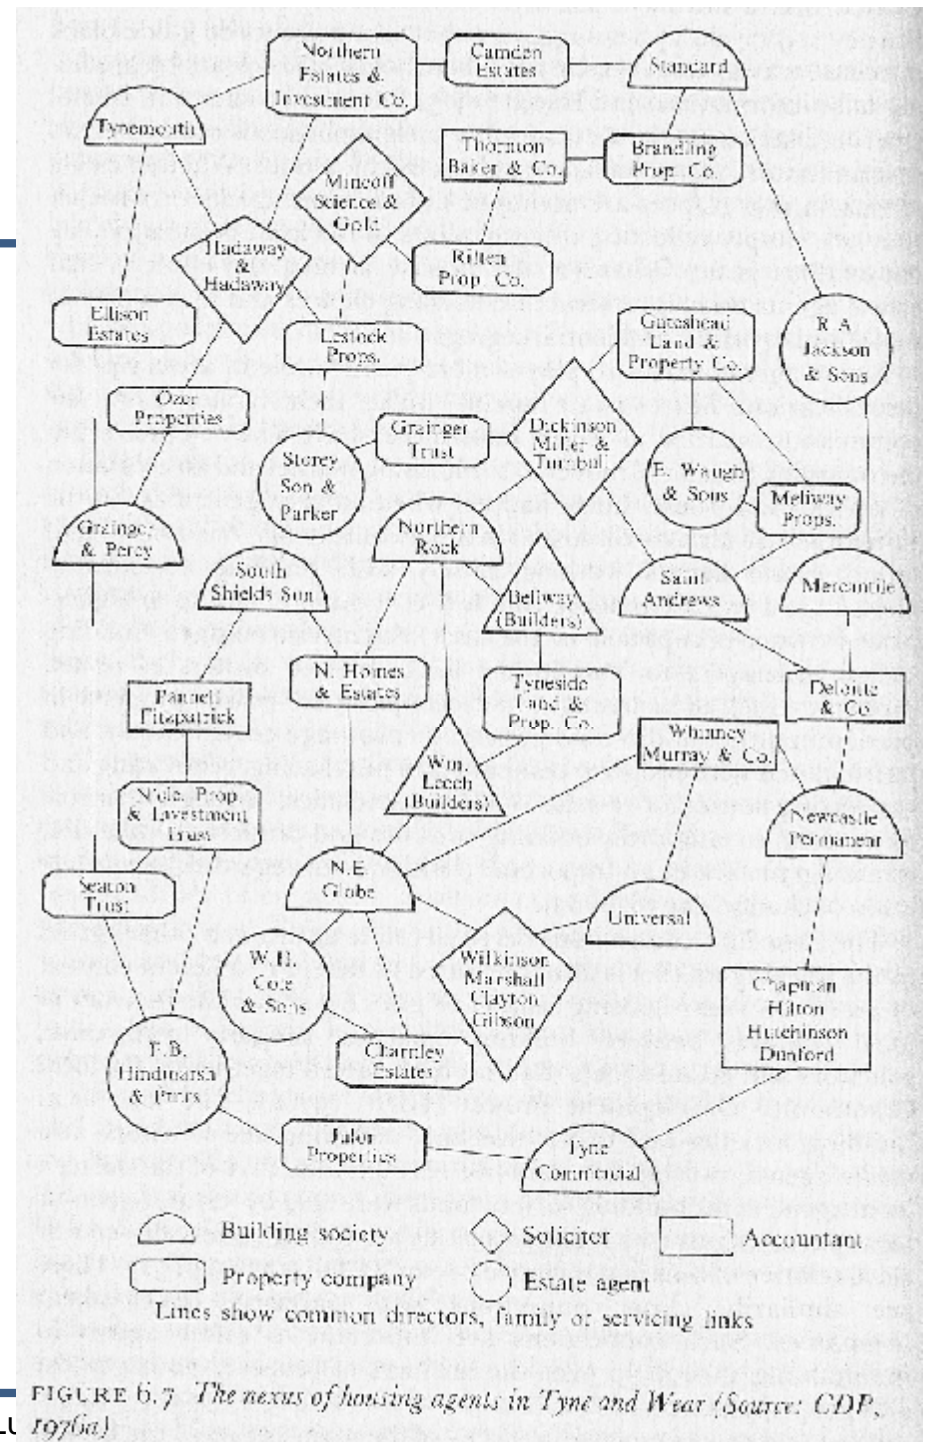 Northern
Estates &
Investment Co.
Camden
Estates
Standard
Tynemouth
Thornton
Baker & Co.
Brandling
Prop. Co.
Mincoff
Science &
Gold
Hadaway
&
Hadaway
Rilten
Prop. Co.
Ellison
Estates
Lestock
Props.
Gateshead
Land &
Property Co.
R. A.
Jackson
& Sons
Ozer
Properties
Grainger
Trust
Dickinson
Miller &
Turnbul
Storey
Son &
Parker
E. Waugh
& Sons
Meliway
Props.
Grainger
& Percy
Northern
Rock
South
Shields Sun
Bellway
(Builders)
Saint
Andrews
Mercantile
N. Homes
& Estates
Pannel
Fitzpatrick
Tyneside
Land &
Prop. Co.
Deloitte
& Co.
Whinney
Murray & Co.
Wm.
Leech
(Builders)
N'cle. Prop.
& Investment
Trust
Newcastle
Permanent
Seaton
Trust
N.E.
Globe
Universal
W.H.
Cole
& Sons
Wilkinson
Marshall
Clayton
Gibson
Chapman
Hilton
Hutchinson
Dunford
Charnley
Estates
Hindmarsh
Jalor
Properties
Tyne
Commercial
Building society
Soliciter
Accountant
Property company
Estate agent
Lines show common directors, family or servicing links
FIGURE 6.7 The nexus of housing agents in Tyne and Wear (Source: CDP,
1976a)